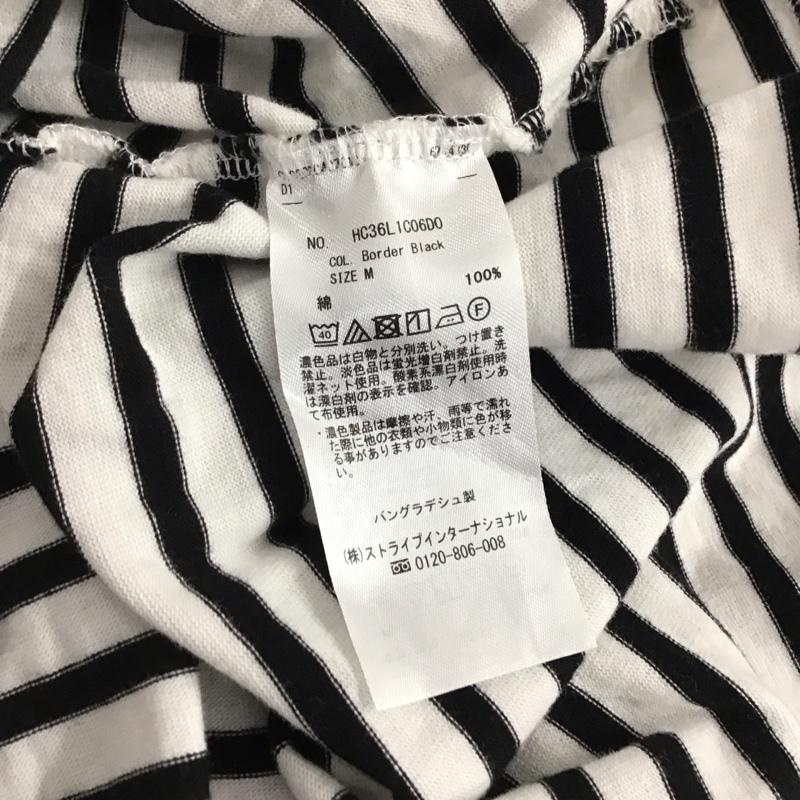 D1
NO. HC36L1C06D0
COL. Border Black
SIZE M
綿 100%
40 F
濃色品は白物と分別洗い。つけ置き
禁止。淡色品は蛍光増白剤禁止。洗
濯ネット使用。酸素系漂白剤使用時
は漂白剤の表示を確認。アイロンあ
て布使用。
・濃色製品は摩擦や汗、雨等で濡れ
た際に他の衣類や小物類に色が移
る事がありますのでご注意くださ
い。
バングラデシュ製
(株)ストライプインターナショナル
0120-806-008